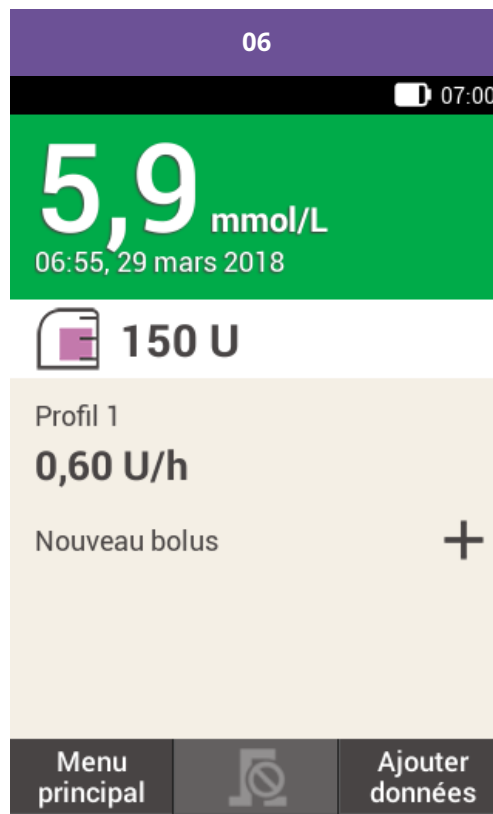 06
07:00
5,9 mmol/L
06:55, 29 mars 2018
150 U
Profil 1
0,60 U/h
Nouveau bolus
Menu
principal
Ajouter
données